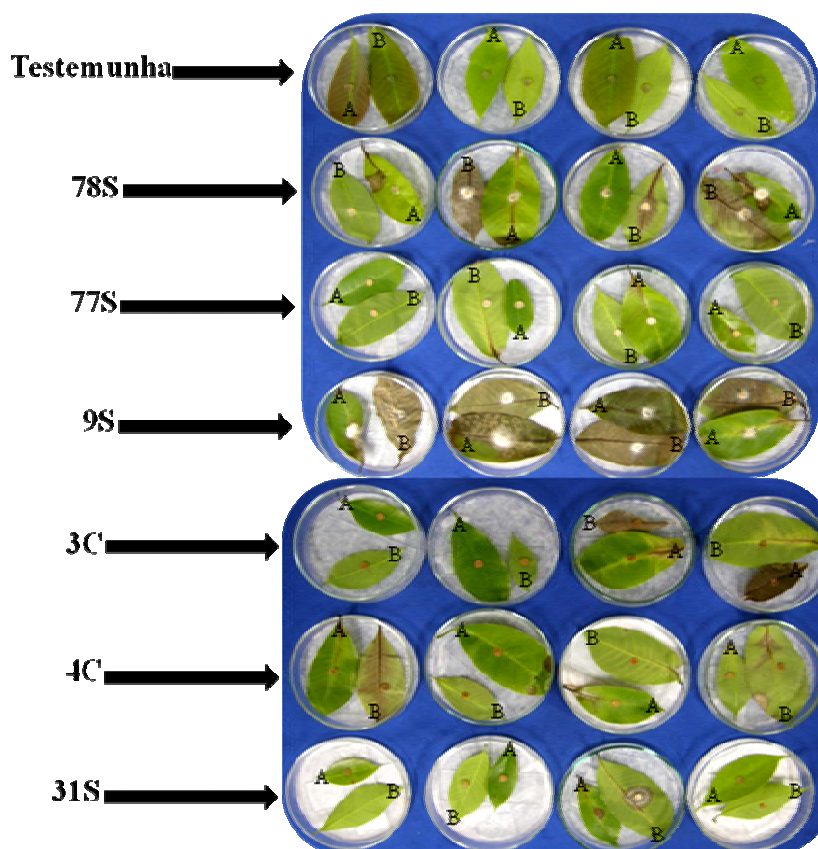 Testemunha B A A B A B A B
78S B A B A A B B A
77S A B B A A B A B
9S A B B A A B B A
3C A B A B B A B A
4C A B A B B A A B
31S A B A B A B A B